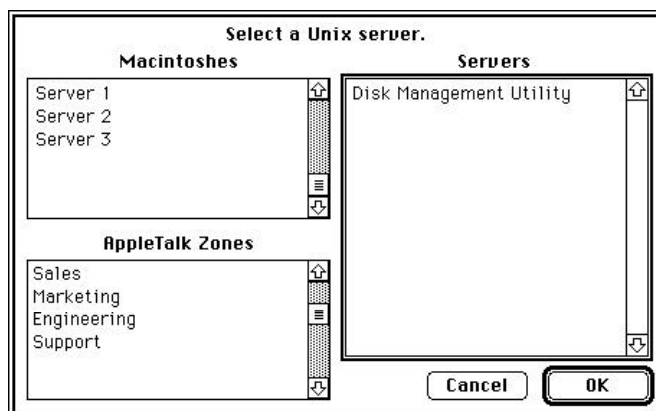 Select a Unix server.
Macintoshes
Server 1
Server 2
Server 3
AppleTalk Zones
Sales
Marketing
Engineering
Support
Servers
Disk Management Utility
Cancel
OK